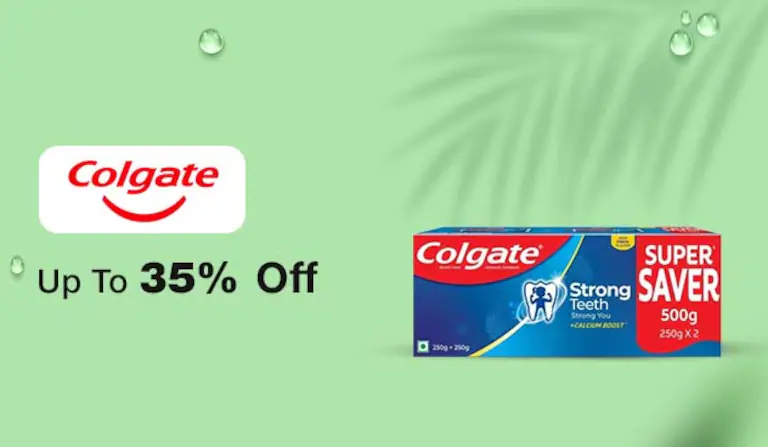 Colgate
Up To 35% Off
Colgate
Strong
Teeth
Strong You
+CALCIUM BOOST
SUPER
SAVER
500g
250g X 2
250g + 250g